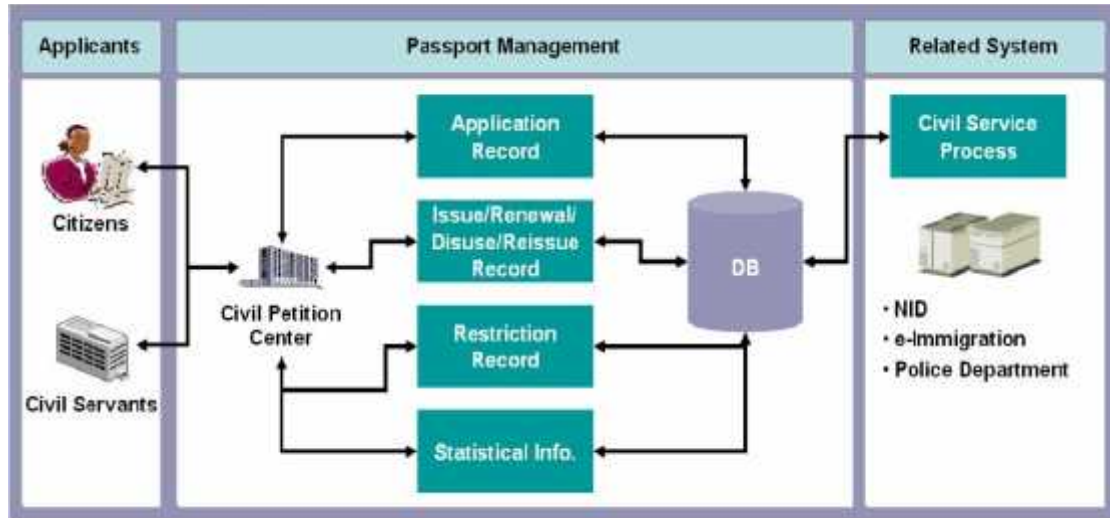 Applicants
Passport Management
Related System
Citizens
Civil Servants
Civil Petition
Center
Application
Record
Issue/Renewal/
Disuse/Reissue
Record
Restriction
Record
Statistical Info.
DB
Civil Service
Process
· NID
· e-Immigration
· Police Department